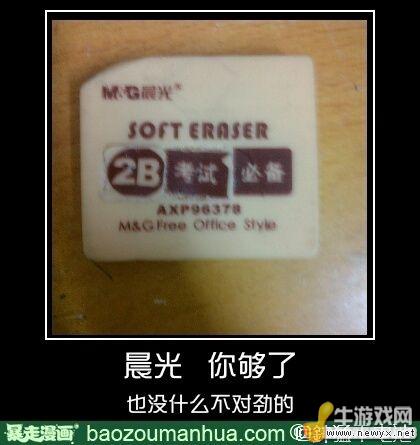 M&G晨光®
SOFT ERASER
2B 考试 必备
AXP96378
M&G Free Office Style
晨光 你够了
也没什么不对劲的
暴走漫画 baozoumanhua.com
牛游戏网
www.newyx.net